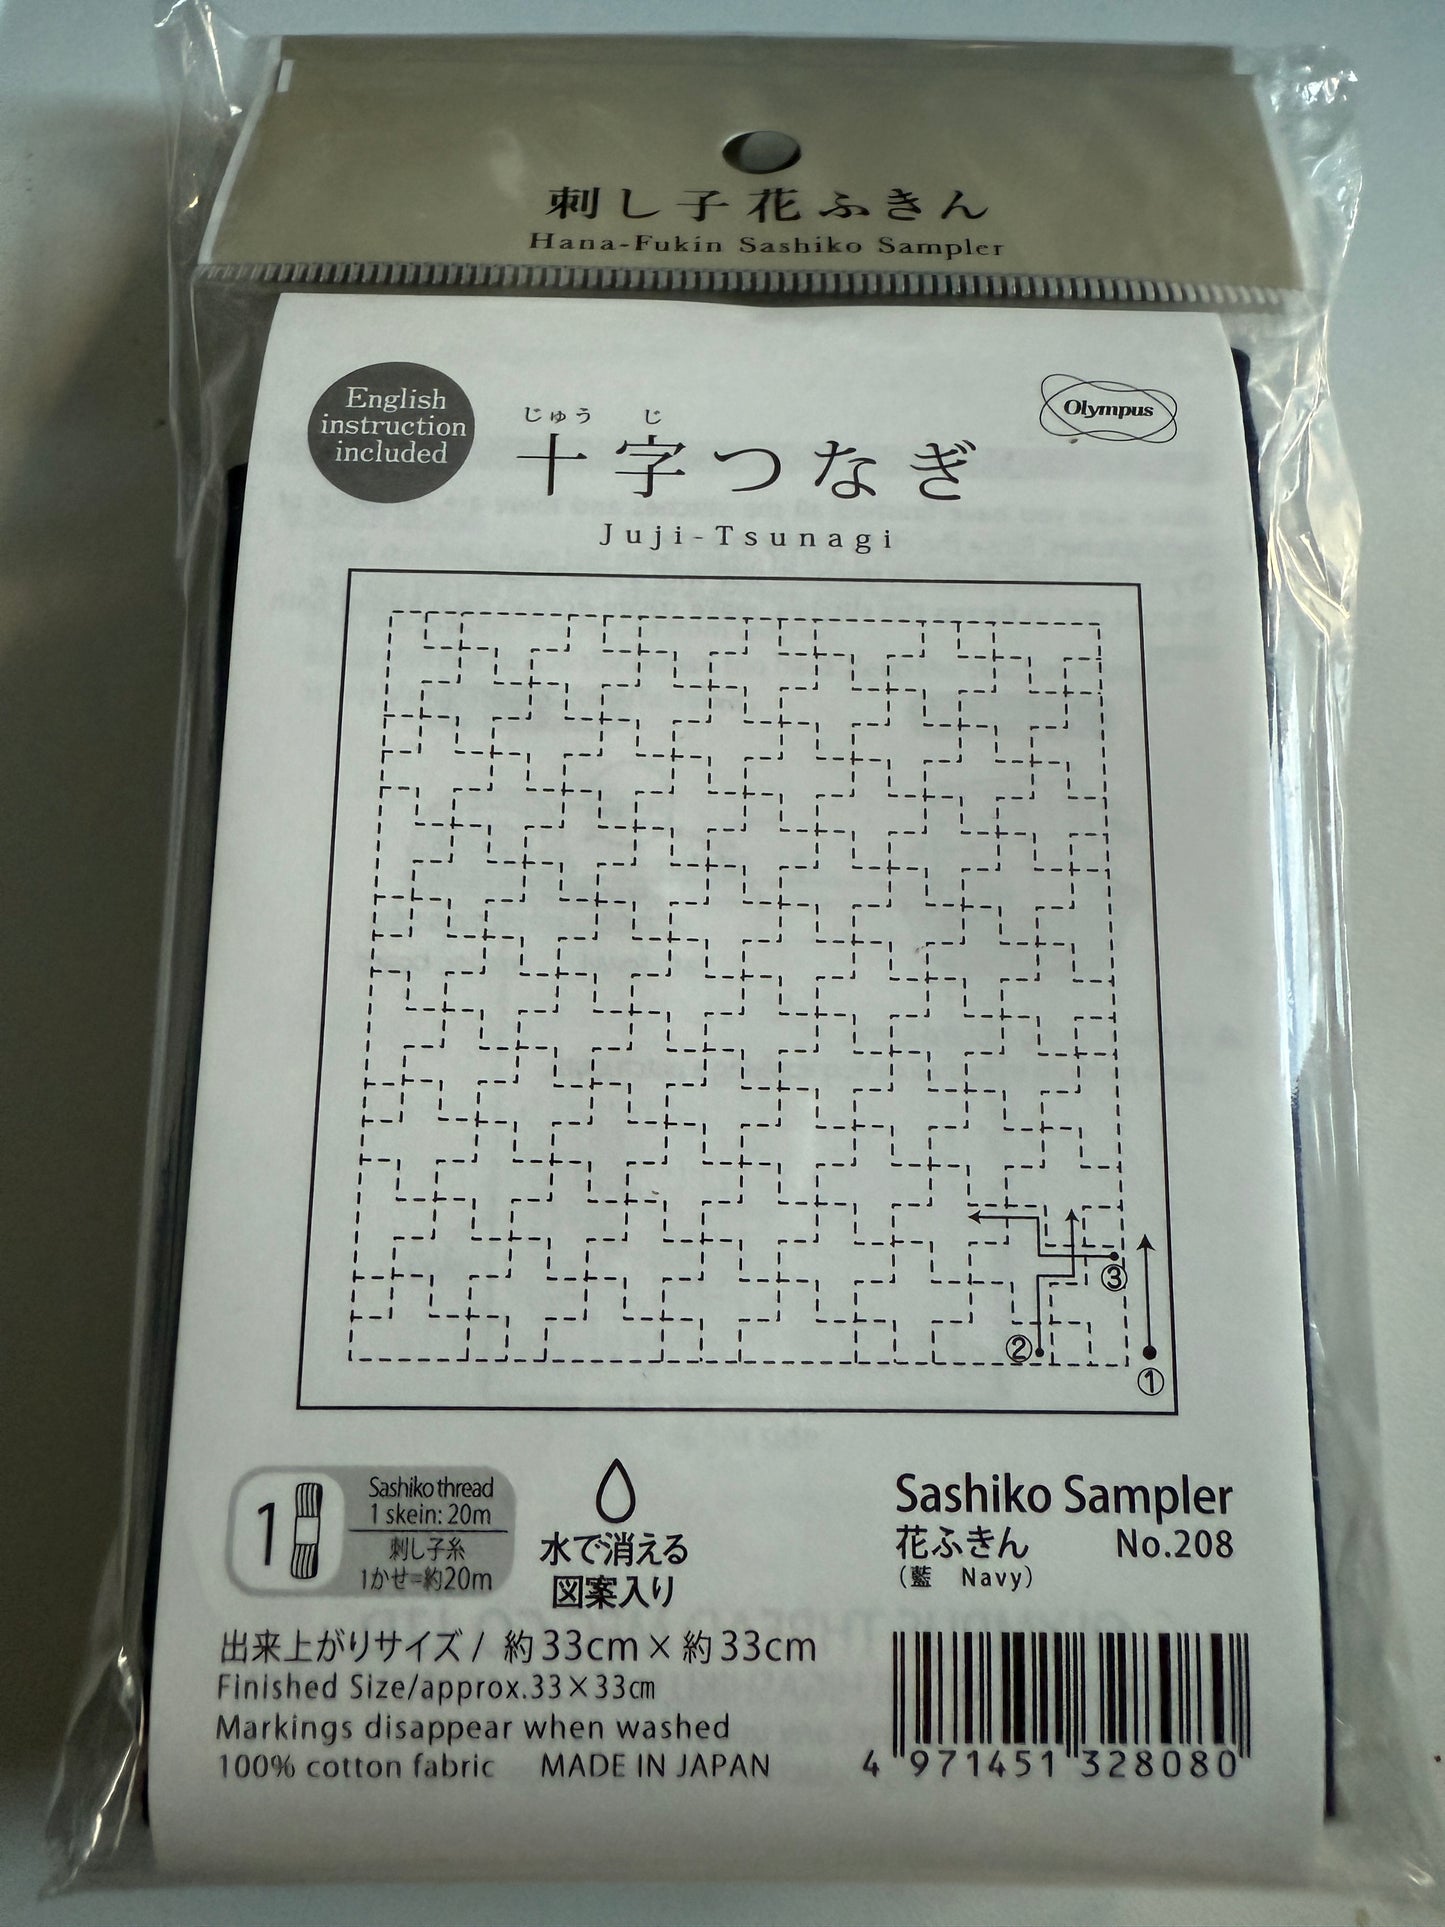 刺し子花ふきん
Hana-Fukin Sashiko Sampler
English
instruction
included
じゅう じ
十字つなぎ
Juji-Tsunagi
Olympus
③
②
①
1
Sashiko thread
1 skein: 20m
刺し子糸
1かせ=約20m
水で消える
図案入り
Sashiko Sampler
花ふきん No.208
(藍 Navy)
出来上がりサイズ/ 約33cm×約33cm
Finished Size/approx.33×33㎝
Markings disappear when washed
100% cotton fabric MADE IN JAPAN
4 971451 328080